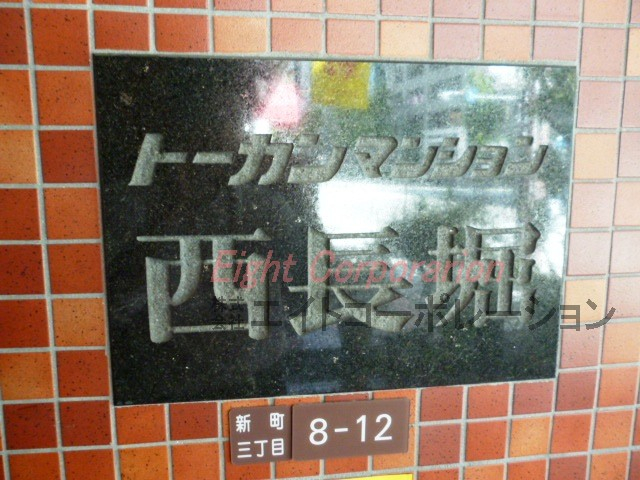 トーカンマンション
西長堀
Eight Corporarion
㈱エイトコーポレーション
新町
三丁目
8-12